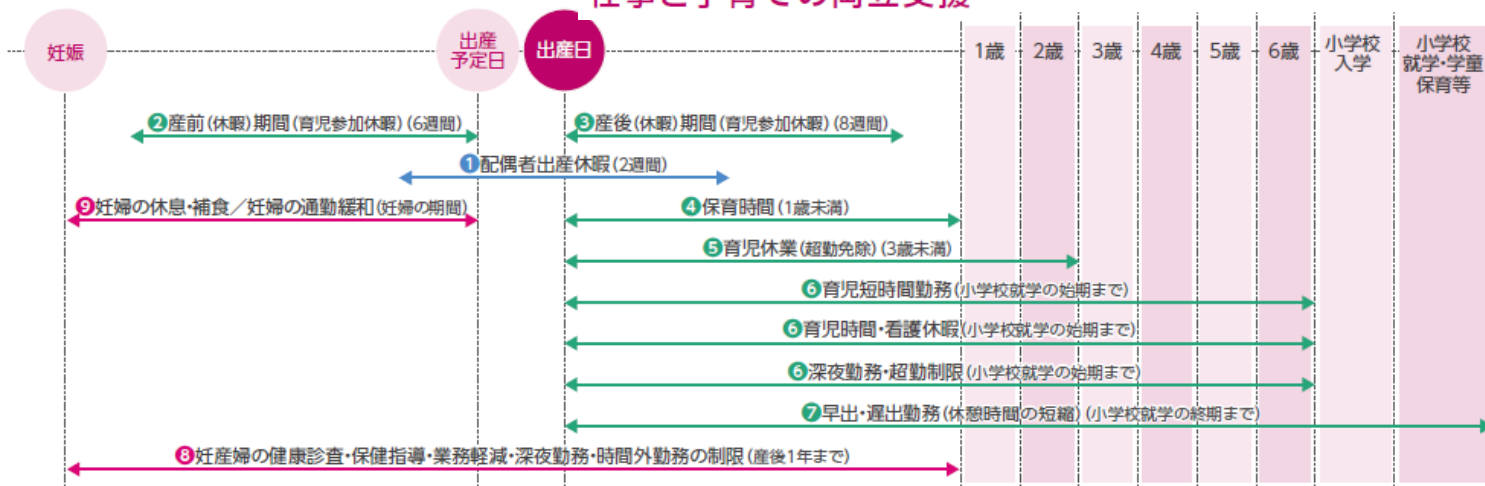 仕事と子育ての両立支援
妊娠
出産
予定日
出産日
1歳
2歳
3歳
4歳
5歳
6歳
小学校
入学
小学校
就学・学童
保育等
❷産前(休暇)期間(育児参加休暇)(6週間)
❸産後(休暇)期間(育児参加休暇)(8週間)
❶配偶者出産休暇(2週間)
❾妊婦の休息・補食／妊婦の通勤緩和(妊婦の期間)
❹保育時間(1歳未満)
❺育児休業(超勤免除)(3歳未満)
❻育児短時間勤務(小学校就学の始期まで)
❻育児時間・看護休暇(小学校就学の始期まで)
❻深夜勤務・超勤制限(小学校就学の始期まで)
❼早出・遅出勤務(休憩時間の短縮)(小学校就学の終期まで)
❽妊産婦の健康診査・保健指導・業務軽減・深夜勤務・時間外勤務の制限(産後1年まで)